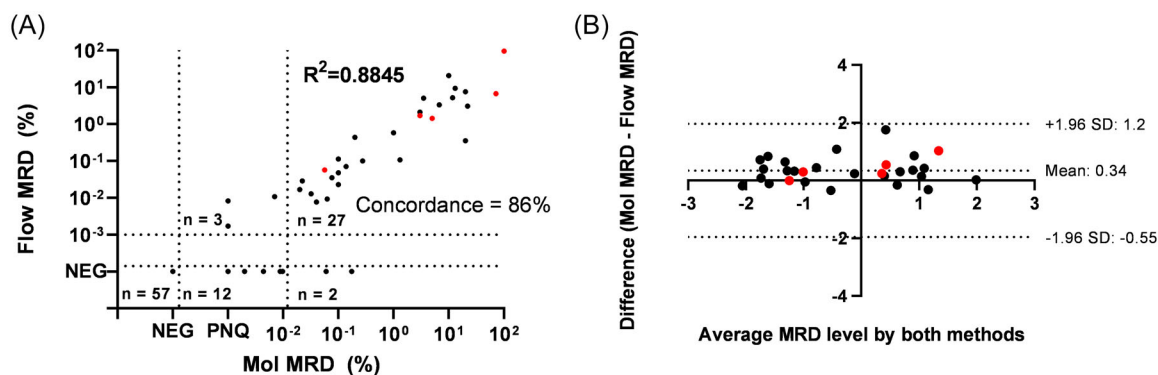 (A)
Flow MRD (%)
10²
10¹
10⁰
10⁻¹
10⁻²
10⁻³
NEG
R²=0.8845
Concordance = 86%
n = 3
n = 27
n = 57
n = 12
n = 2
NEG PNQ 10⁻² 10⁻¹ 10⁰ 10¹ 10²
Mol MRD (%)
(B)
Difference (Mol MRD - Flow MRD)
4
2
-2
-4
-3 -2 -1 0 1 2 3
+1.96 SD: 1.2
Mean: 0.34
-1.96 SD: -0.55
Average MRD level by both methods